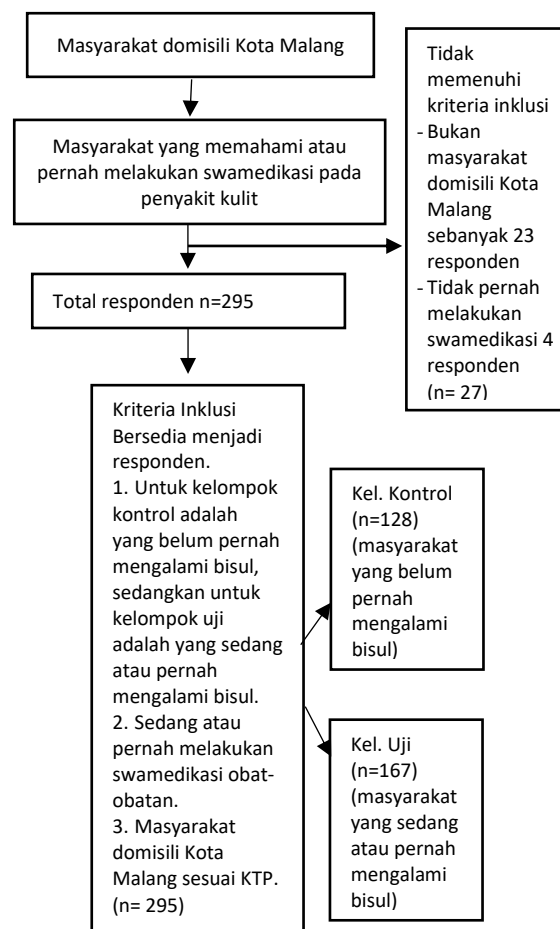 Masyarakat domisili Kota Malang
Masyarakat yang memahami atau
pernah melakukan swamedikasi pada
penyakit kulit
Tidak
memenuhi
kriteria inklusi
- Bukan
masyarakat
domisili Kota
Malang
sebanyak 23
responden
- Tidak pernah
melakukan
swamedikasi 4
responden
(n= 27)
Total responden n=295
Kriteria Inklusi
Bersedia menjadi
responden.
1. Untuk kelompok
kontrol adalah
yang belum pernah
mengalami bisul,
sedangkan untuk
kelompok uji
adalah yang sedang
atau pernah
mengalami bisul.
2. Sedang atau
pernah melakukan
swamedikasi obat-
obatan.
3. Masyarakat
domisili Kota
Malang sesuai KTP.
(n= 295)
Kel. Kontrol
(n=128)
(masyarakat
yang belum
pernah
mengalami
bisul)
Kel. Uji
(n=167)
(masyarakat
yang sedang
atau pernah
mengalami
bisul)